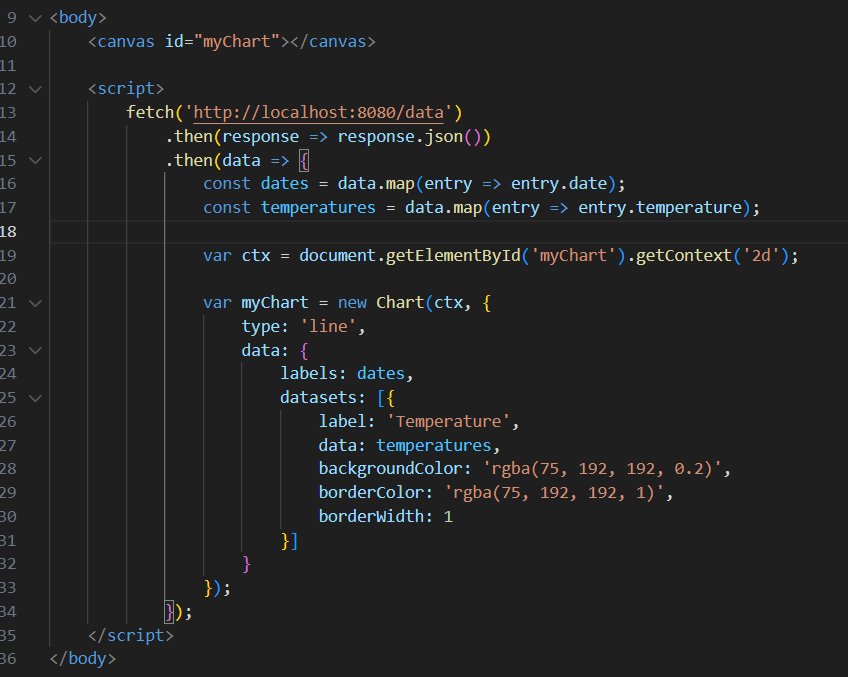 9 <body>
10 <canvas id="myChart"></canvas>
11
12 <script>
13 fetch('http://localhost:8080/data')
14 .then(response => response.json())
15 .then(data => {
16 const dates = data.map(entry => entry.date);
17 const temperatures = data.map(entry => entry.temperature);
18
19 var ctx = document.getElementById('myChart').getContext('2d');
20
21 var myChart = new Chart(ctx, {
22 type: 'line',
23 data: {
24 labels: dates,
25 datasets: [{
26 label: 'Temperature',
27 data: temperatures,
28 backgroundColor: 'rgba(75, 192, 192, 0.2)',
29 borderColor: 'rgba(75, 192, 192, 1)',
30 borderWidth: 1
31 }]
32 }
33 });
34 });
35 </script>
36 </body>